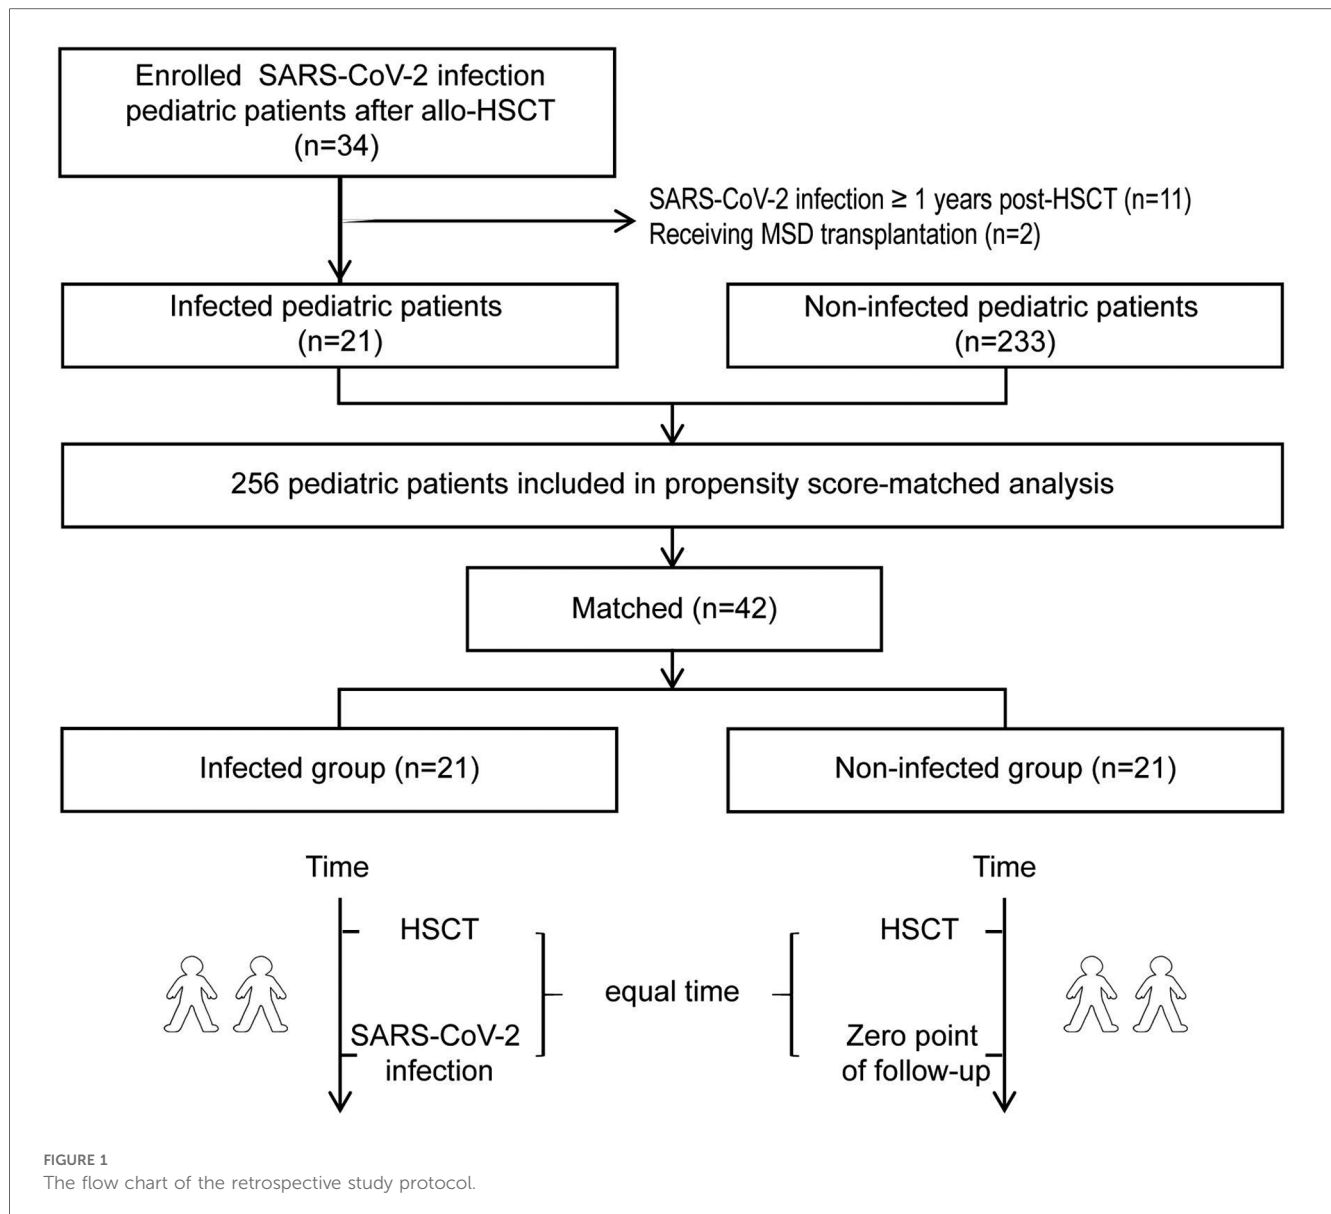 Enrolled SARS-CoV-2 infection
pediatric patients after allo-HSCT
(n=34)
SARS-CoV-2 infection ≥ 1 years post-HSCT (n=11)
Receiving MSD transplantation (n=2)
Infected pediatric patients
(n=21)
Non-infected pediatric patients
(n=233)
256 pediatric patients included in propensity score-matched analysis
Matched (n=42)
Infected group (n=21)
Non-infected group (n=21)
Time
HSCT
SARS-CoV-2
infection
equal time
Time
HSCT
Zero point
of follow-up
FIGURE 1
The flow chart of the retrospective study protocol.